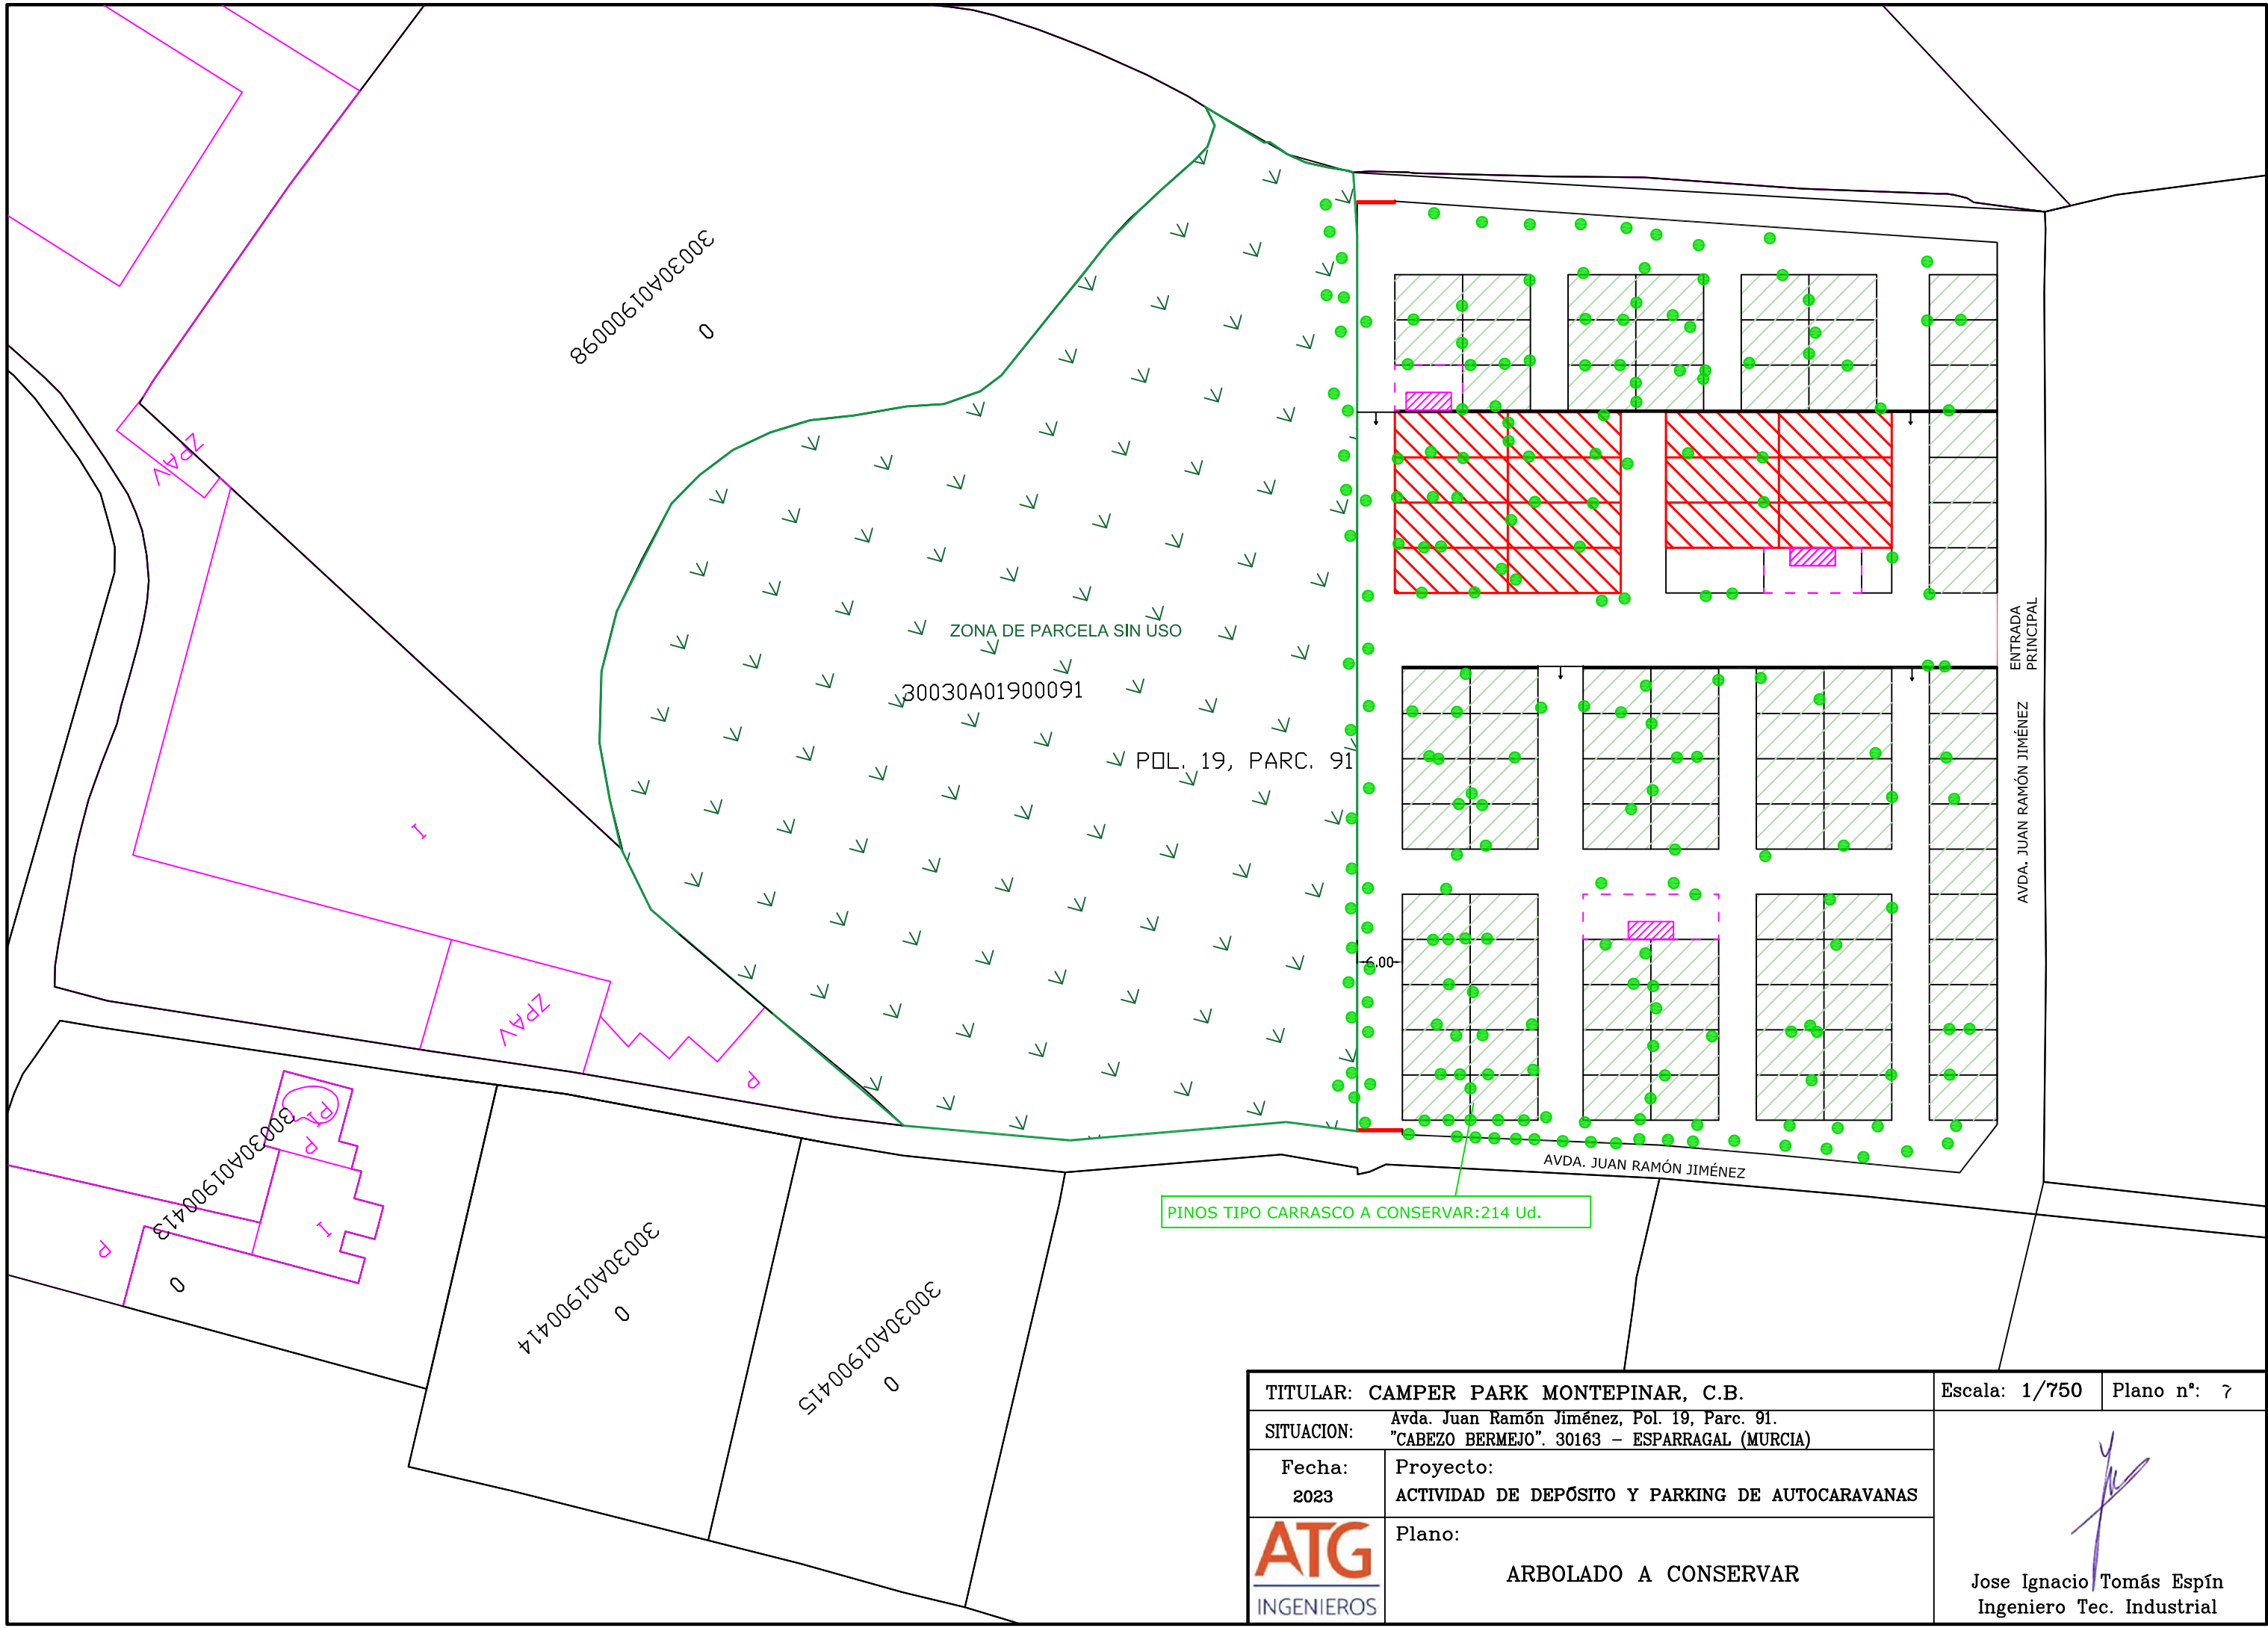 30030A01900098
0
ZPAV
ZONA DE PARCELA SIN USO
30030A01900091
POL. 19, PARC. 91
ENTRADA
PRINCIPAL
AVDA. JUAN RAMÓN JIMÉNEZ
I
6.00
ZPAV
P
PI
P
30030A01900413
0
I
P
30030A01900414
0
30030A01900415
0
AVDA. JUAN RAMÓN JIMÉNEZ
PINOS TIPO CARRASCO A CONSERVAR:214 Ud.
TITULAR: CAMPER PARK MONTEPINAR, C.B.
Escala: 1/750
Plano nº: 7
SITUACION: Avda. Juan Ramón Jiménez, Pol. 19, Parc. 91.
"CABEZO BERMEJO". 30163 – ESPARRAGAL (MURCIA)
Fecha:
2023
Proyecto:
ACTIVIDAD DE DEPÓSITO Y PARKING DE AUTOCARAVANAS
ATG
INGENIEROS
Plano:
ARBOLADO A CONSERVAR
Jose Ignacio Tomás Espín
Ingeniero Tec. Industrial